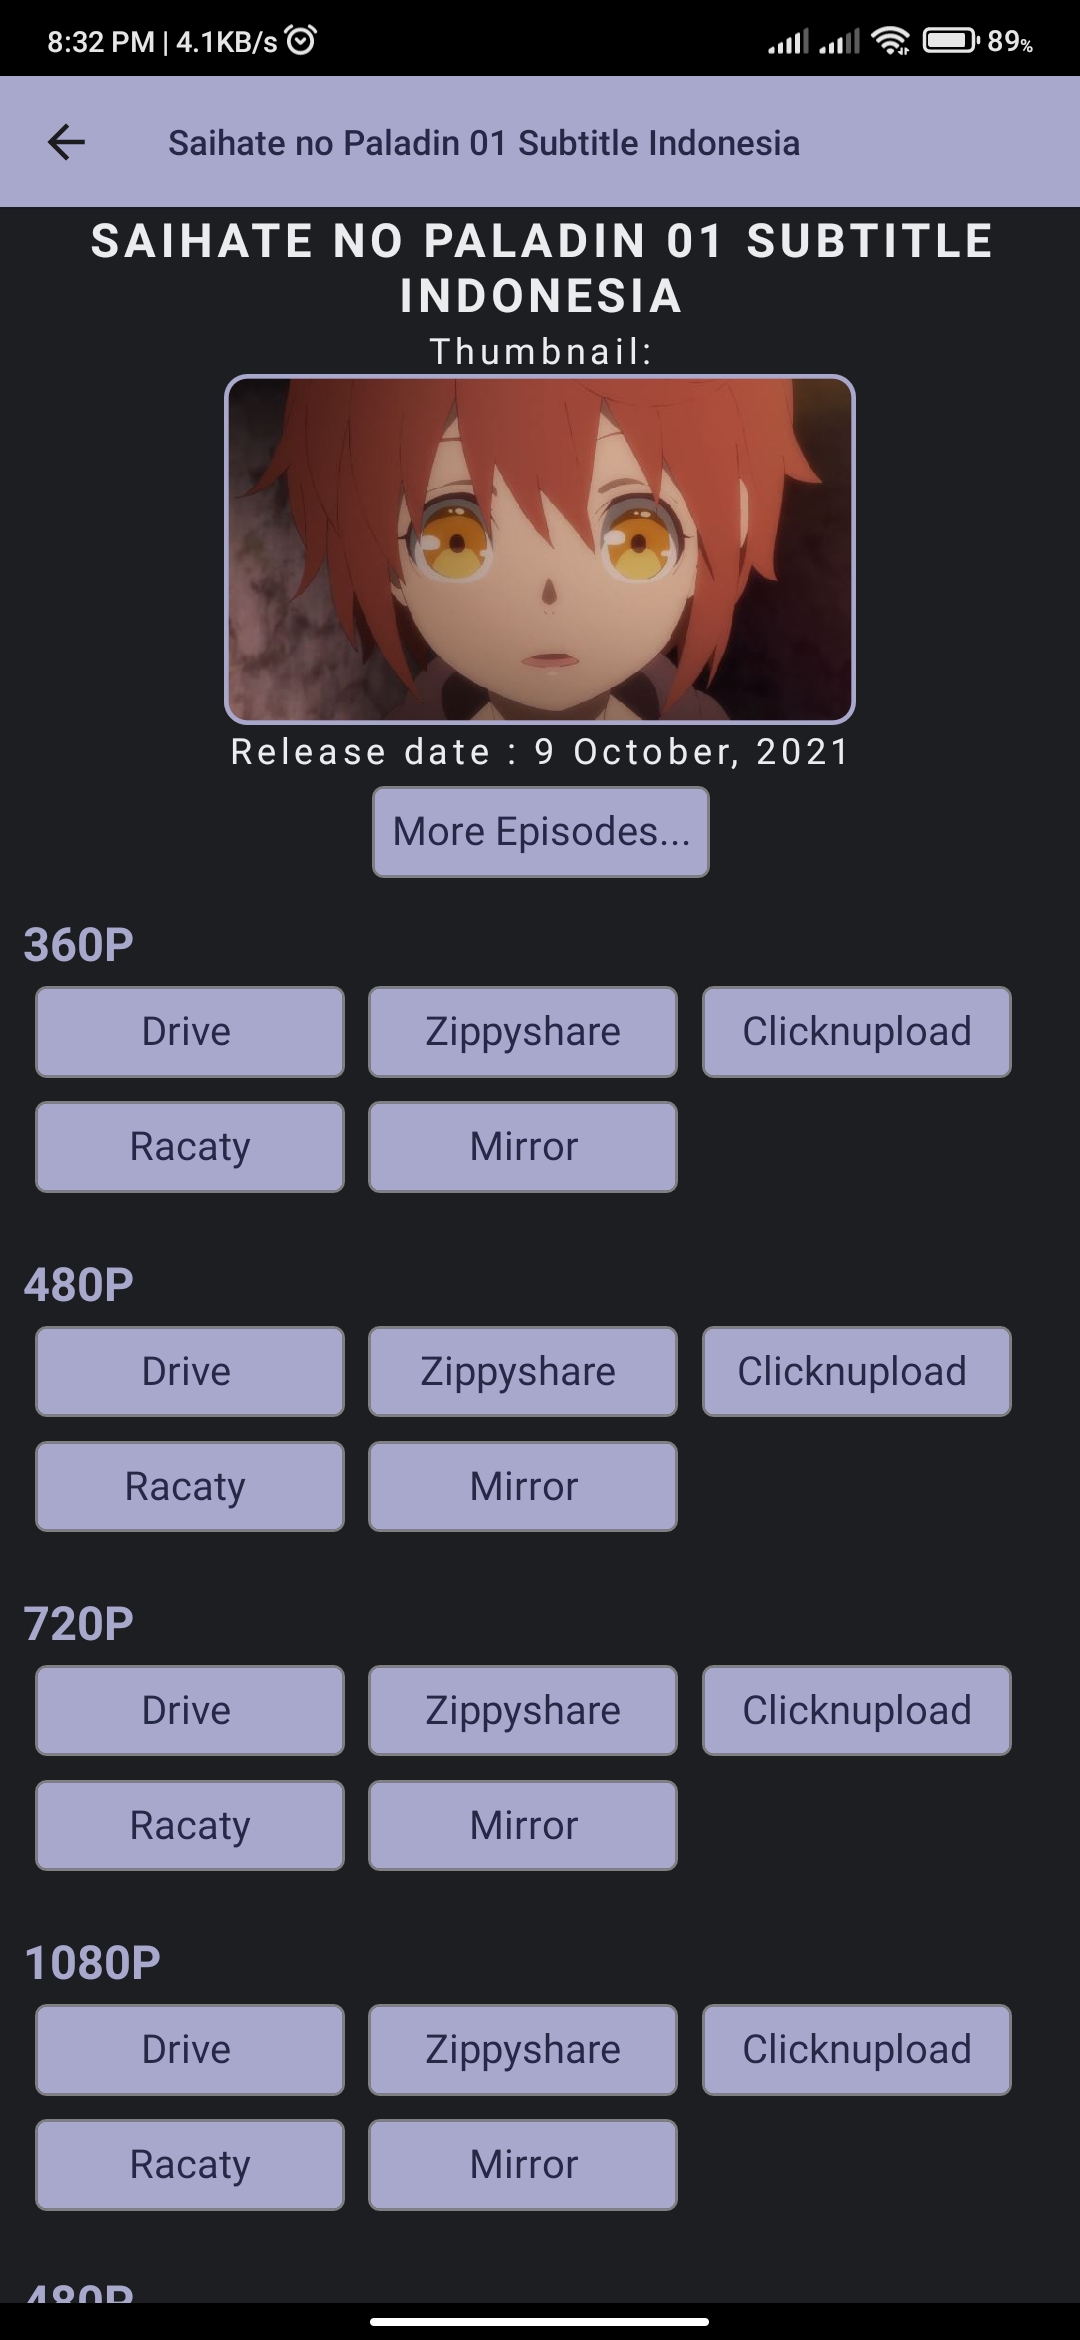 8:32 PM | 4.1KB/s 89%
Saihate no Paladin 01 Subtitle Indonesia
SAIHATE NO PALADIN 01 SUBTITLE
INDONESIA
Thumbnail:
Release date : 9 October, 2021
More Episodes...
360P
Drive Zippyshare Clicknupload
Racaty Mirror
480P
Drive Zippyshare Clicknupload
Racaty Mirror
720P
Drive Zippyshare Clicknupload
Racaty Mirror
1080P
Drive Zippyshare Clicknupload
Racaty Mirror
480P